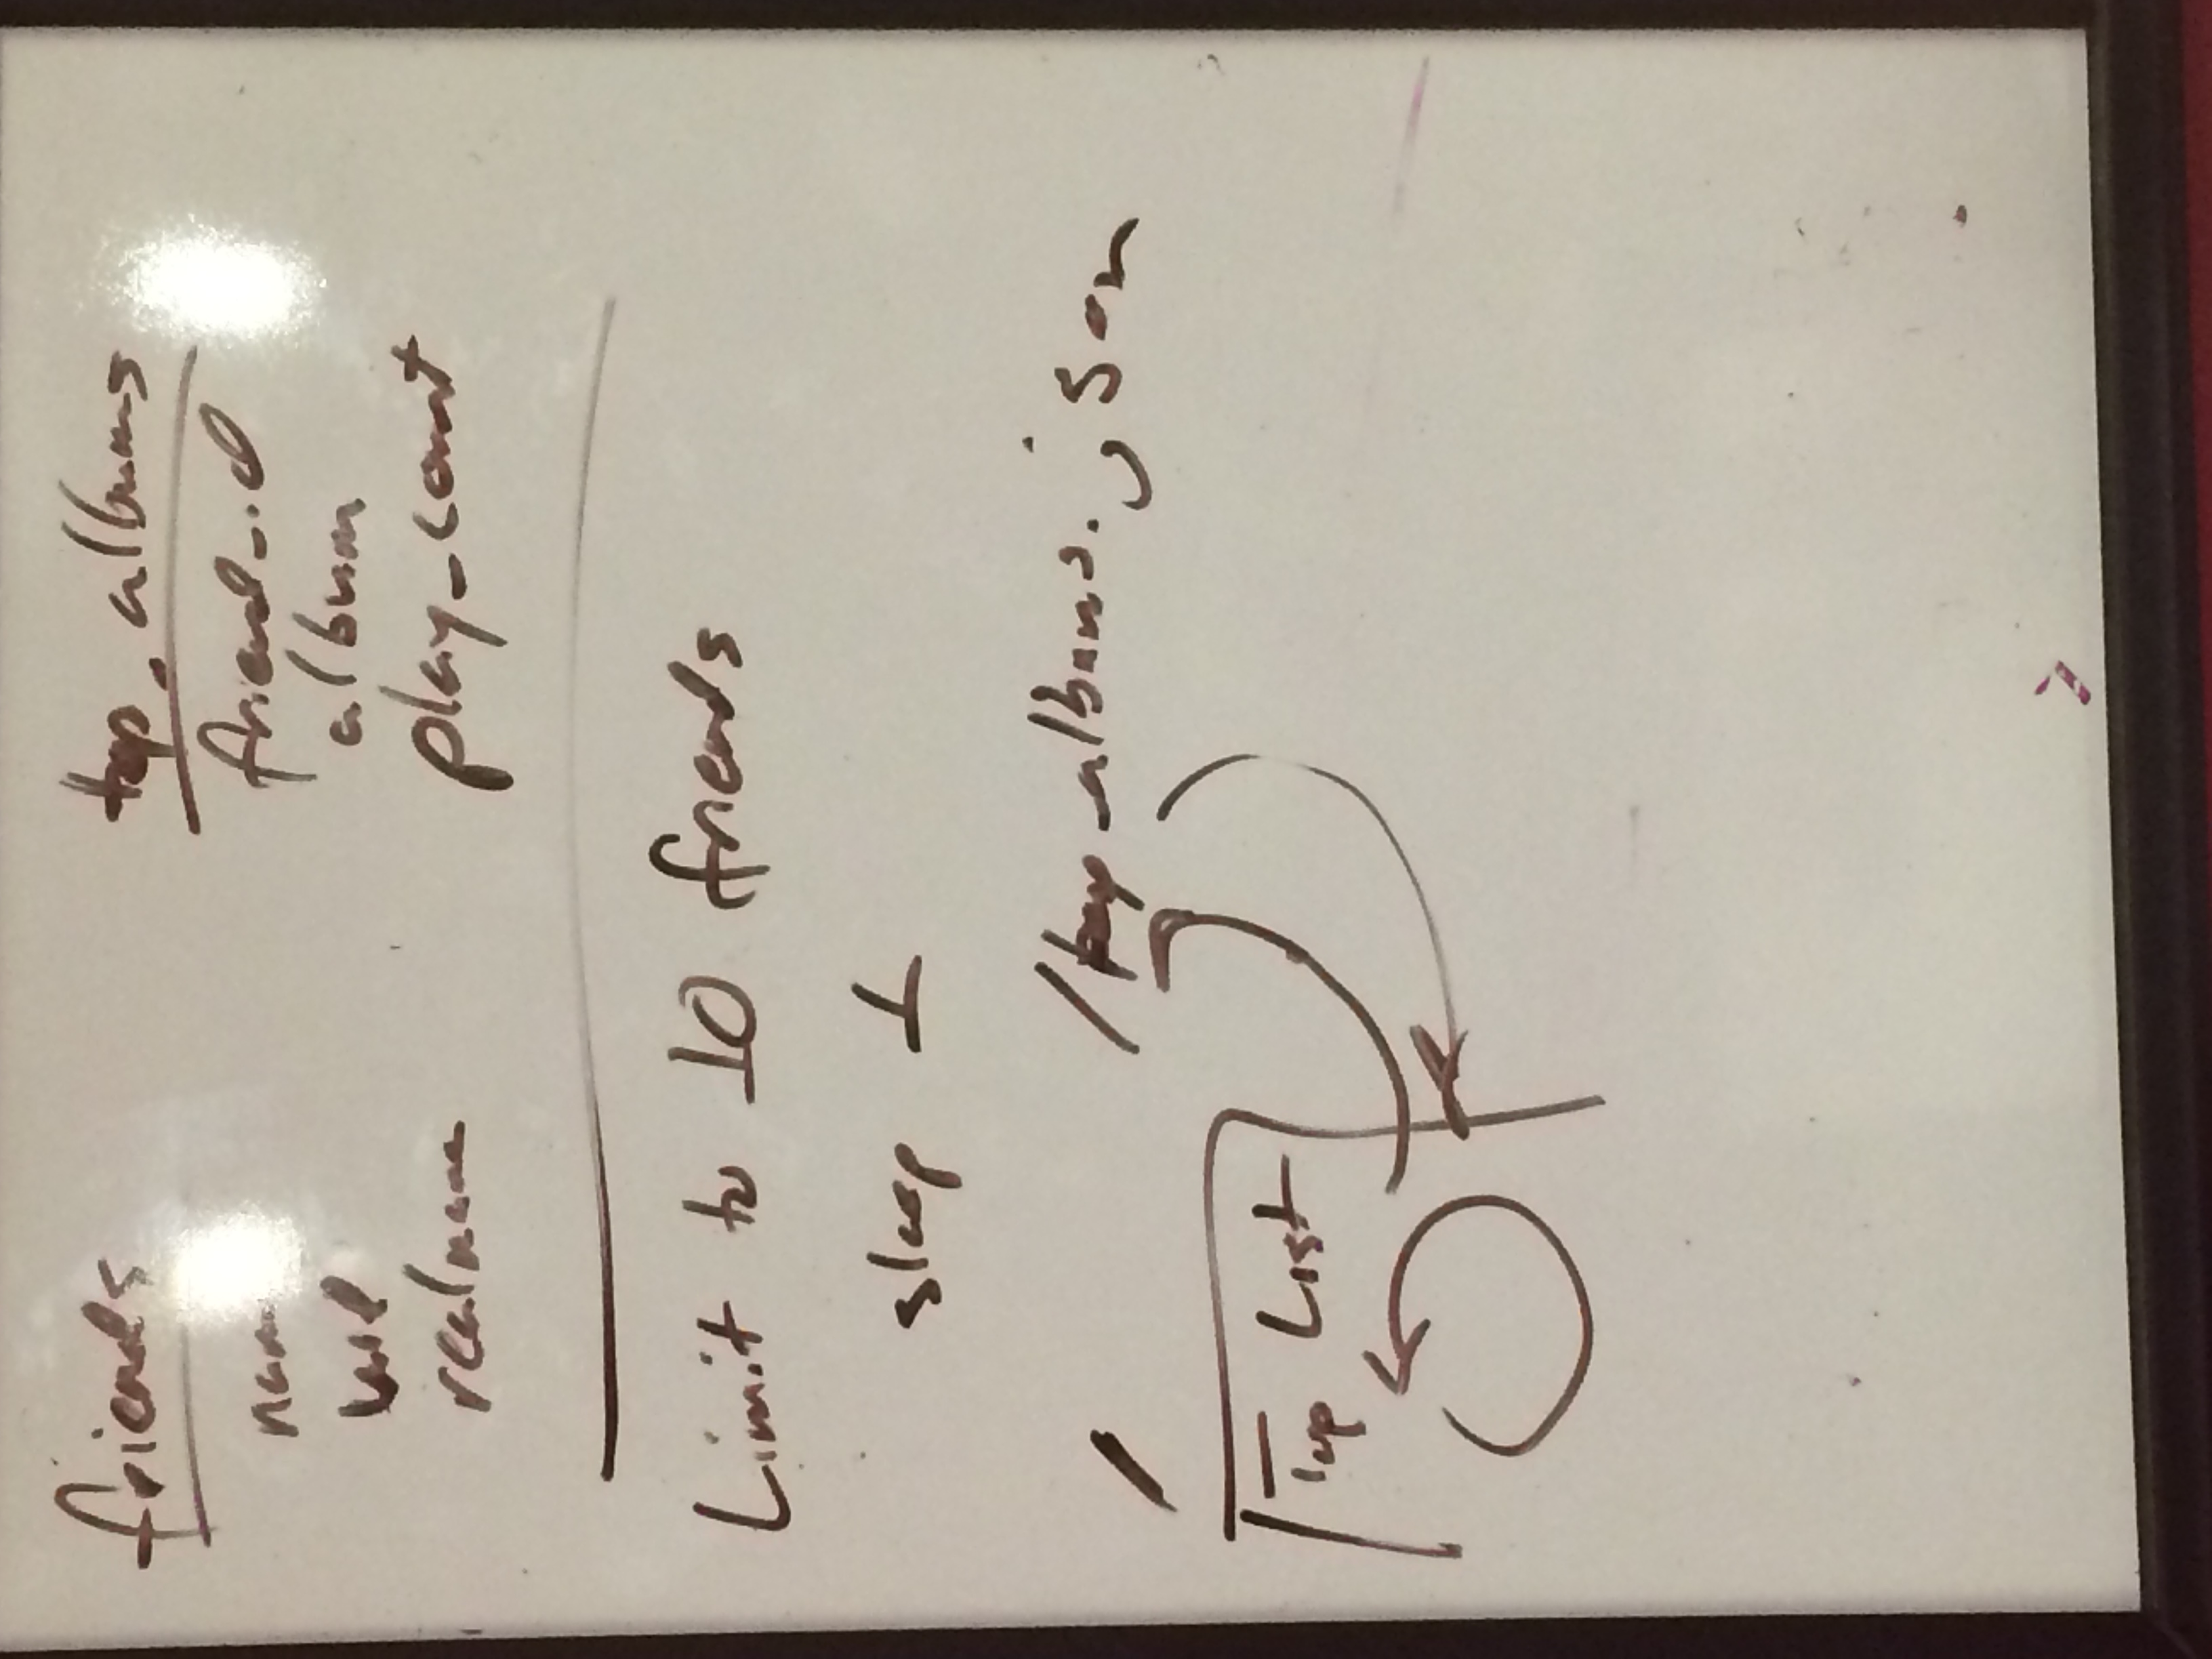 friends
name
url
realname
top_albums
friend_id
album
play_count
Limit to 10 friends
sleep 1
/top_albums.json
/
Top List